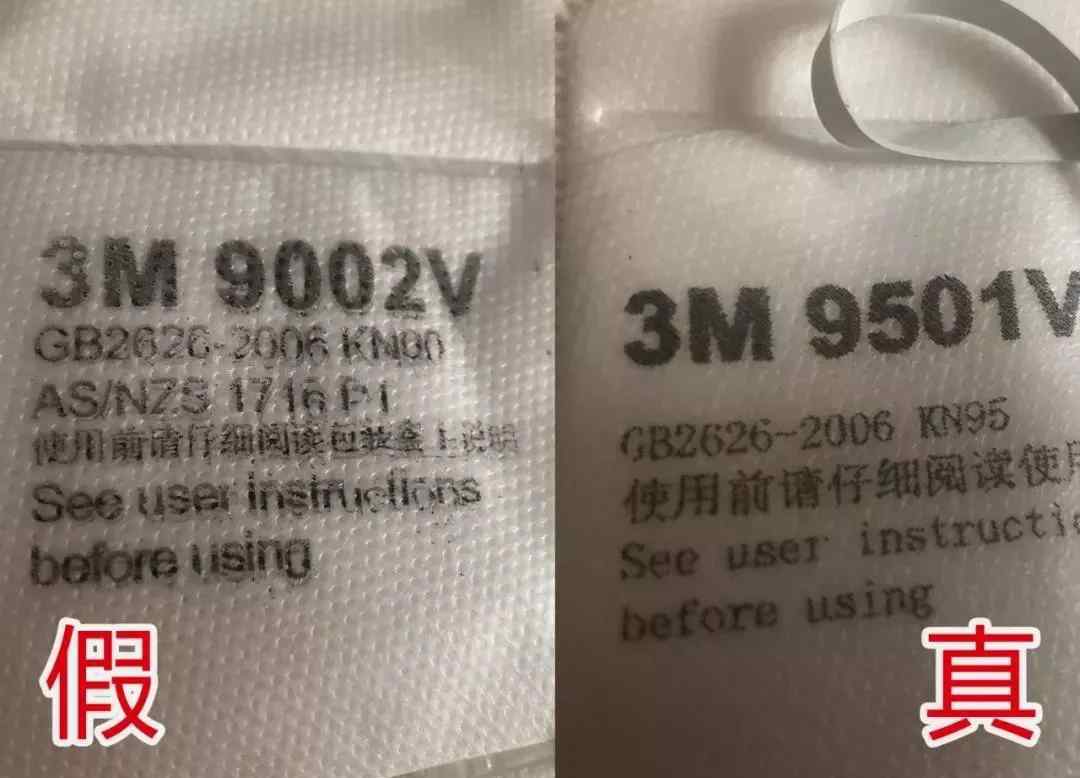 3M 9002V
GB2626-2006 KN90
AS/NZS 1716 P1
使用前请仔细阅读包装盒上说明
See user instructions
before using
假
3M 9501V
GB2626-2006 KN95
使用前请仔细阅读使用
See user instructi
before using
真